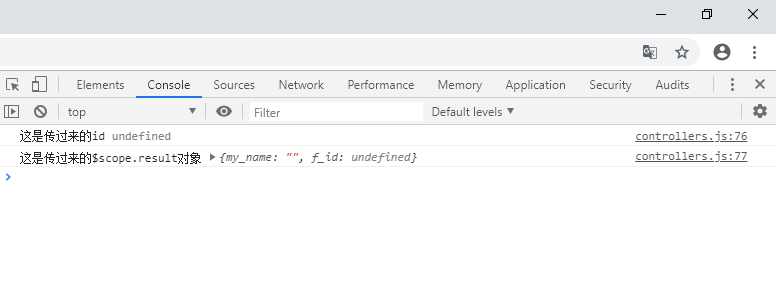 Elements Console Sources Network Performance Memory Application Security Audits
top Filter Default levels
这是传过来的id undefined controllers.js:76
这是传过来的$scope.result对象 {my_name: "", f_id: undefined} controllers.js:77